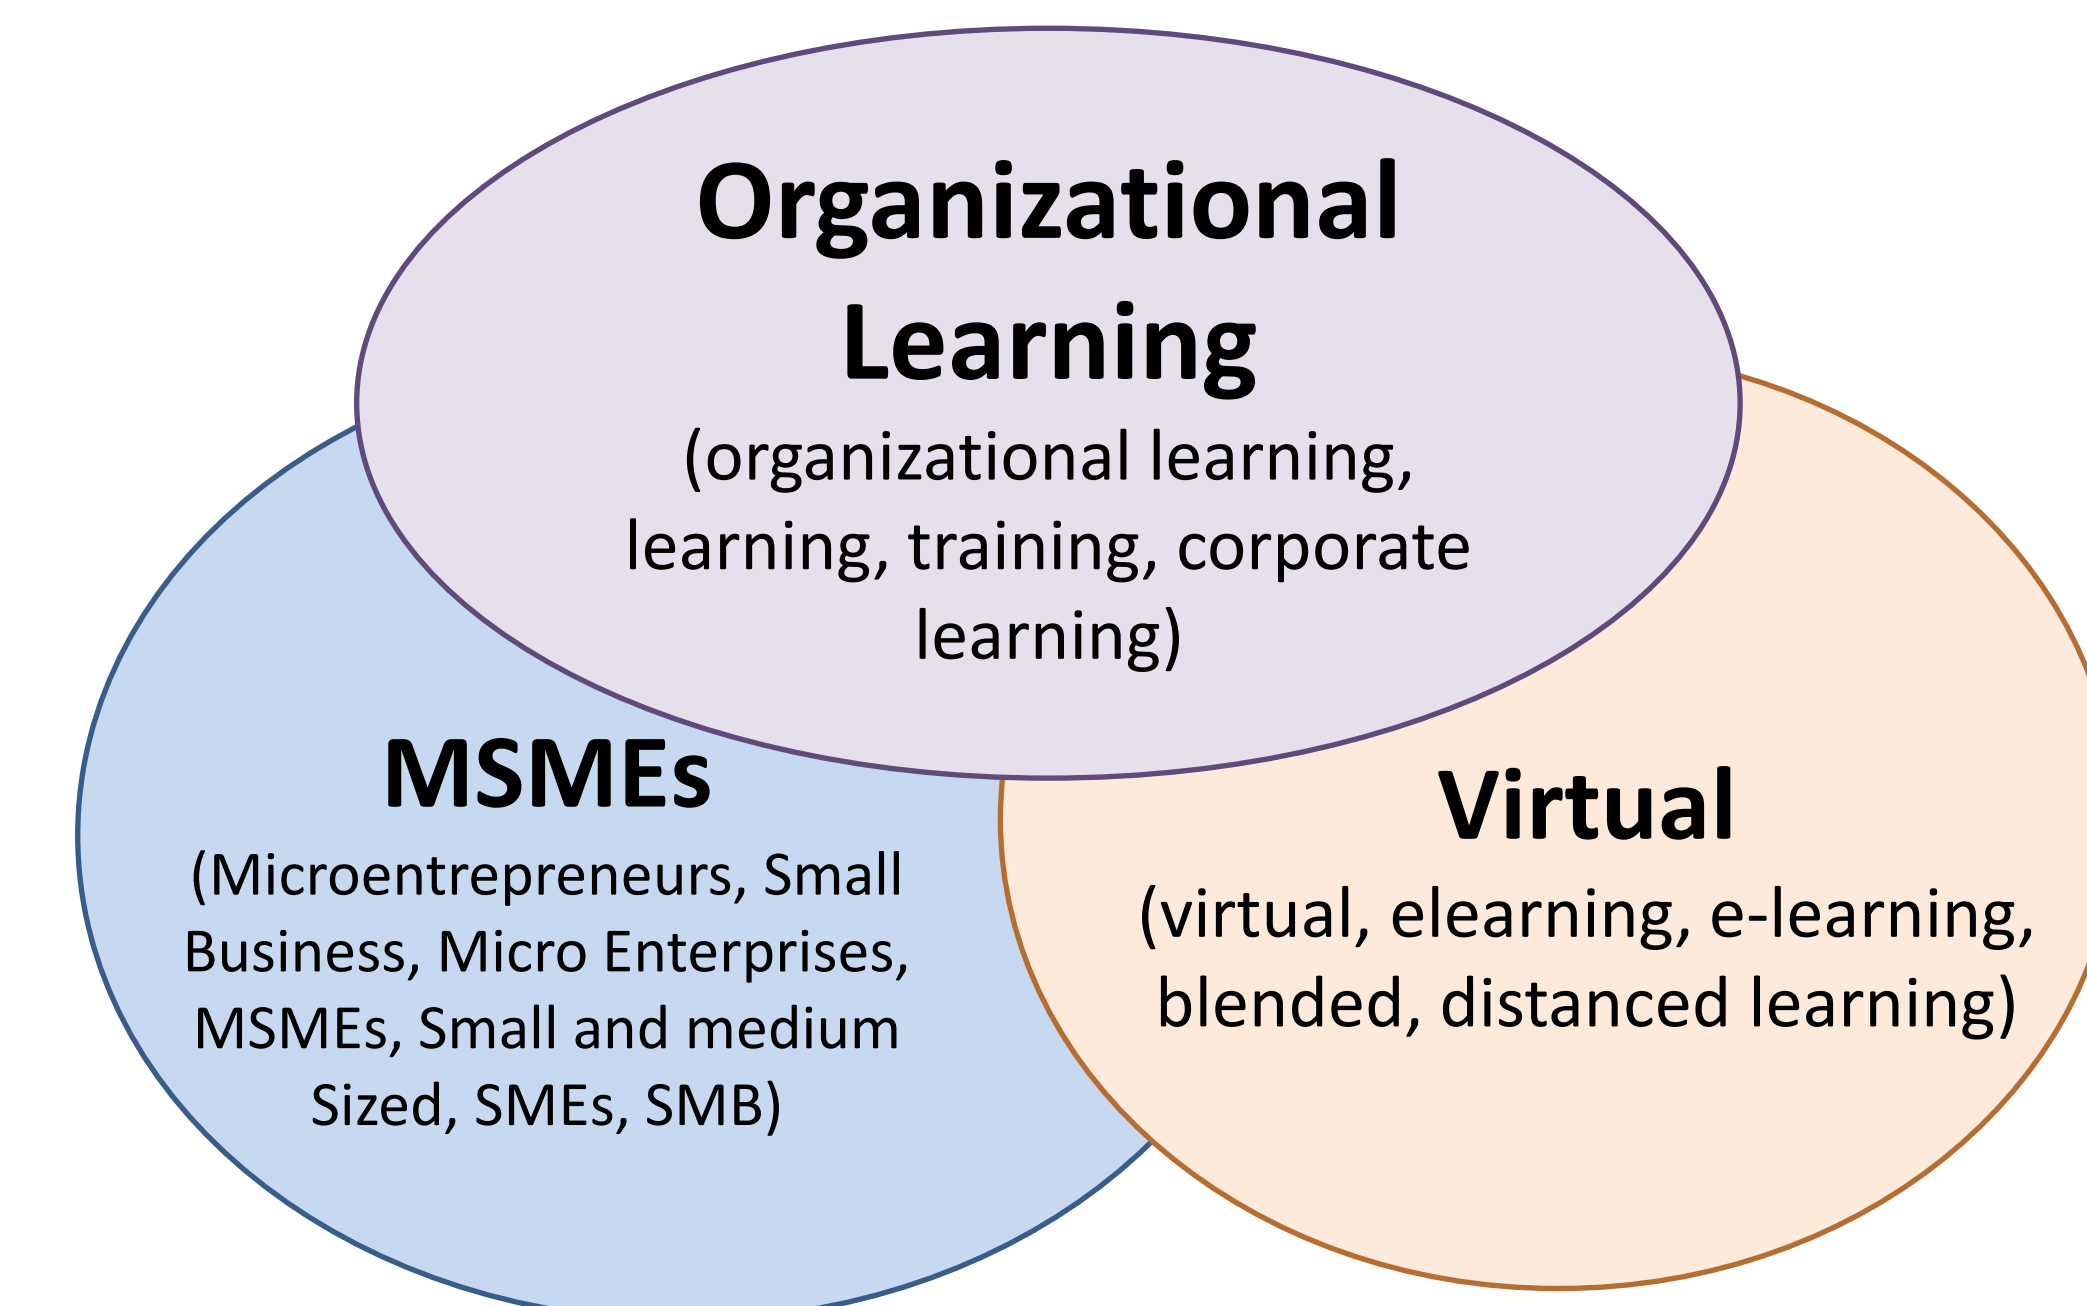 Organizational
Learning
(organizational learning,
learning, training, corporate
learning)
MSMEs
(Microentrepreneurs, Small
Business, Micro Enterprises,
MSMEs, Small and medium
Sized, SMEs, SMB)
Virtual
(virtual, elearning, e-learning,
blended, distanced learning)